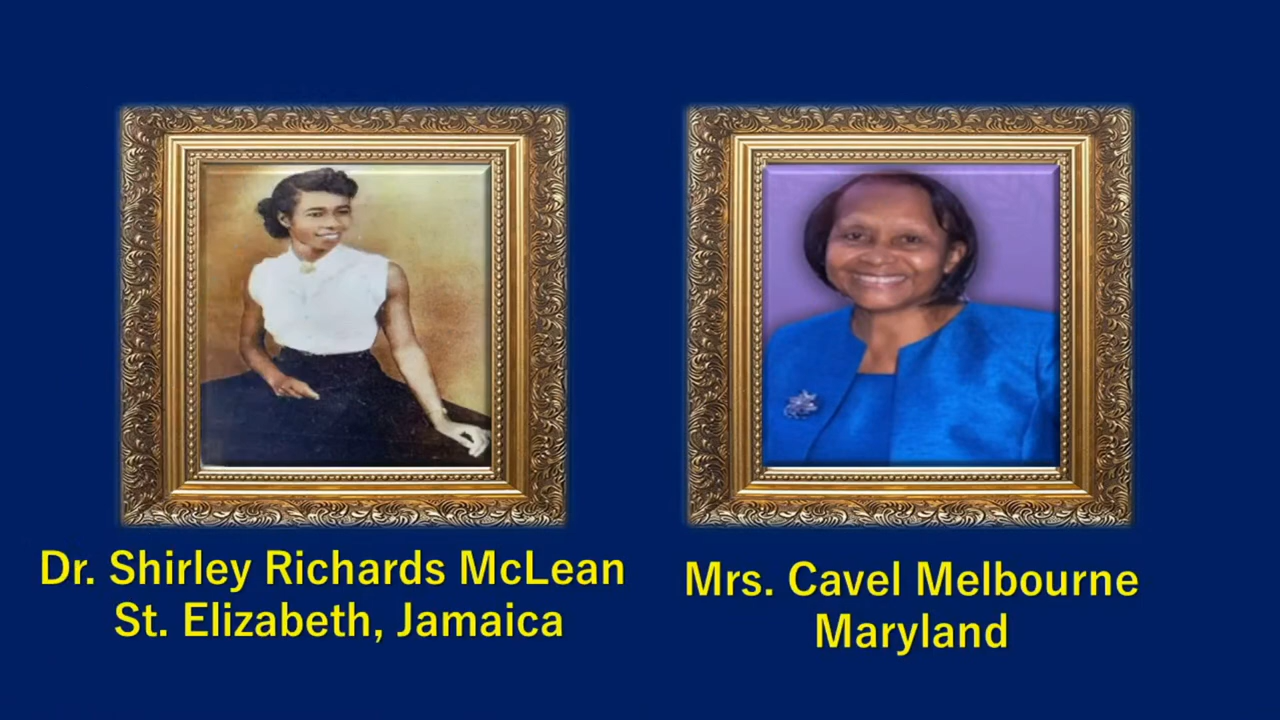 Dr. Shirley Richards McLean
St. Elizabeth, Jamaica
Mrs. Cavel Melbourne
Maryland